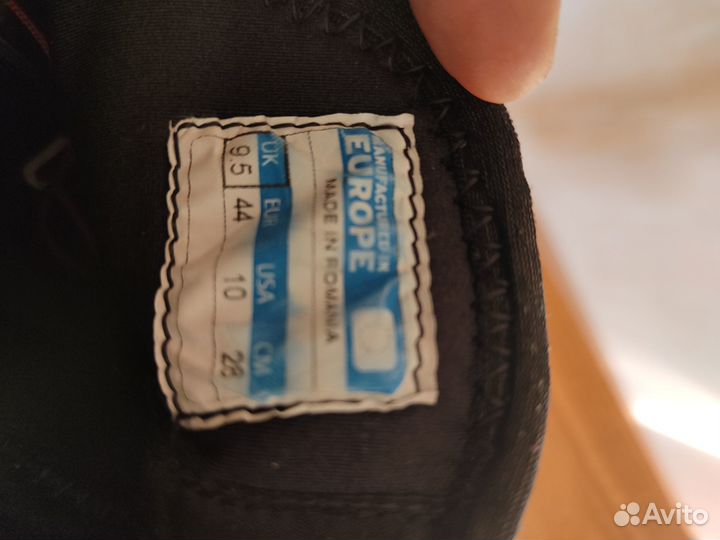 MANUFACTURED IN
EUROPE
MADE IN ROMANIA
UK EUR USA CM
9.5 44 10 28
Avito